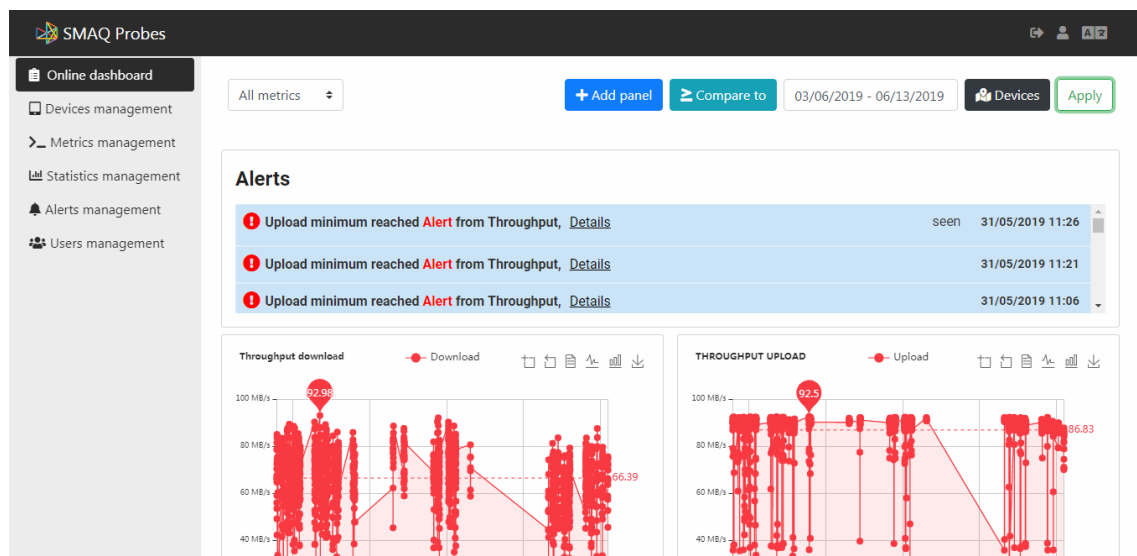 SMAQ Probes
A
Online dashboard
Devices management
Metrics management
Statistics management
Alerts management
Users management
All metrics
Add panel
Compare to
03/06/2019 - 06/13/2019
Devices
Apply
Alerts
Upload minimum reached Alert from Throughput, Details seen 31/05/2019 11:26
Upload minimum reached Alert from Throughput, Details 31/05/2019 11:21
Upload minimum reached Alert from Throughput, Details 31/05/2019 11:06
Throughput download
Download
100 MB/s
92.98
80 MB/s
66.39
60 MB/s
40 MB/s
THROUGHPUT UPLOAD
Upload
100 MB/s
92.5
86.83
80 MB/s
60 MB/s
40 MB/s